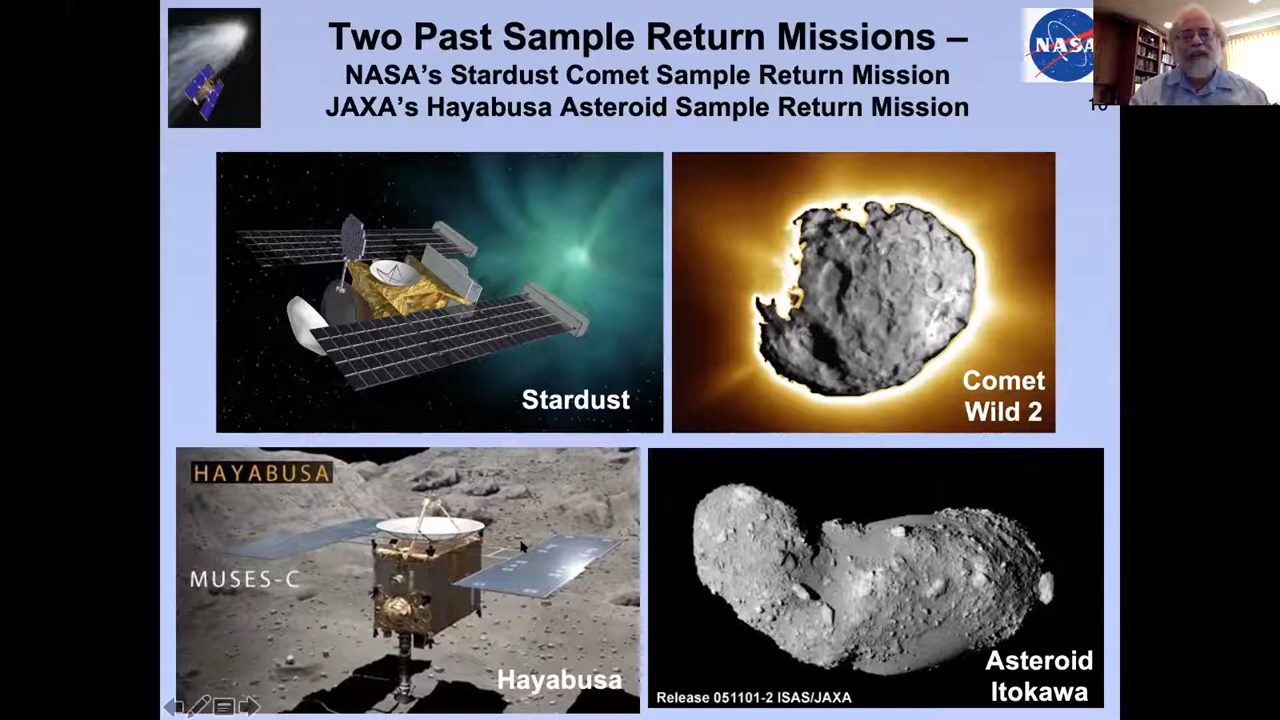 Two Past Sample Return Missions –
NASA's Stardust Comet Sample Return Mission
JAXA's Hayabusa Asteroid Sample Return Mission
NASA
Stardust
Comet
Wild 2
HAYABUSA
MUSES-C
Hayabusa
Asteroid
Itokawa
Release 051101-2 ISAS/JAXA